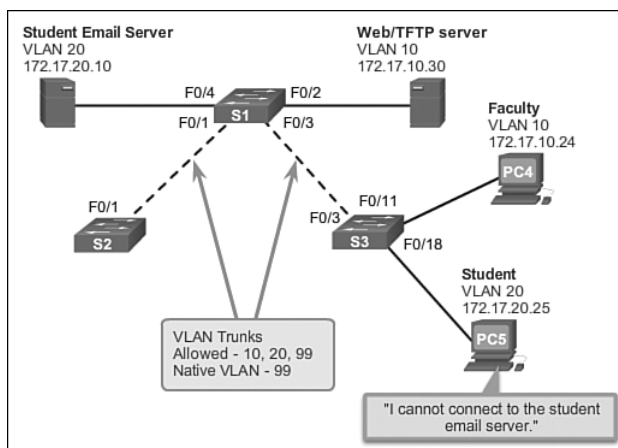 Student Email Server
VLAN 20
172.17.20.10
Web/TFTP server
VLAN 10
172.17.10.30
F0/4
F0/2
S1
F0/1
F0/3
Faculty
VLAN 10
172.17.10.24
PC4
F0/1
S2
F0/3
F0/11
S3
F0/18
Student
VLAN 20
172.17.20.25
PC5
VLAN Trunks
Allowed - 10, 20, 99
Native VLAN - 99
"I cannot connect to the student
email server."